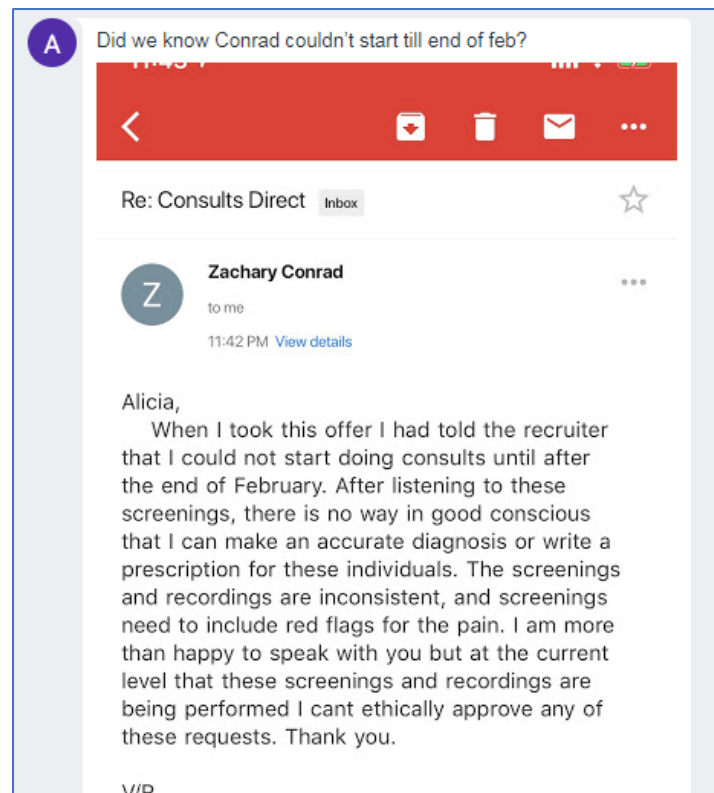 A
Did we know Conrad couldn't start till end of feb?
Re: Consults Direct Inbox
Z
Zachary Conrad
to me
11:42 PM View details
Alicia,
When I took this offer I had told the recruiter
that I could not start doing consults until after
the end of February. After listening to these
screenings, there is no way in good conscious
that I can make an accurate diagnosis or write a
prescription for these individuals. The screenings
and recordings are inconsistent, and screenings
need to include red flags for the pain. I am more
than happy to speak with you but at the current
level that these screenings and recordings are
being performed I cant ethically approve any of
these requests. Thank you.